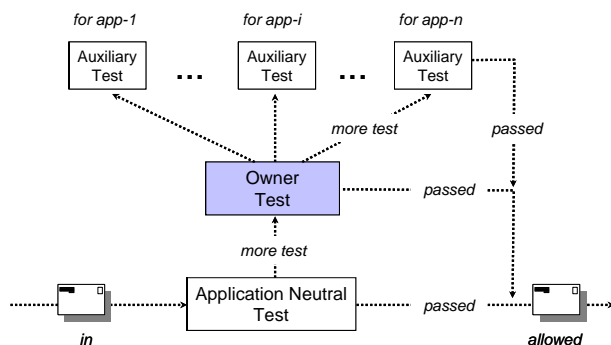 for app-1 for app-i for app-n
Auxiliary Auxiliary Auxiliary
Test ... Test ... Test
more test passed
Owner
Test
passed
more test
Application Neutral
Test
passed
in allowed